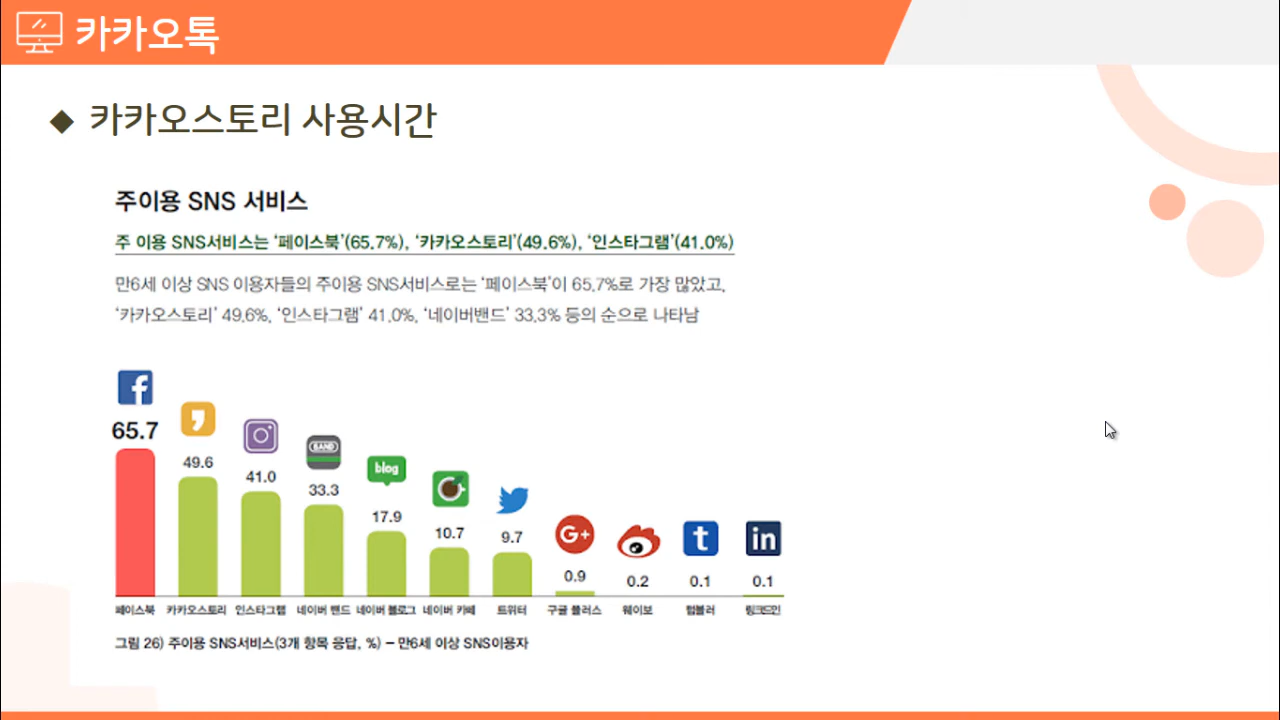 카카오톡
◆ 카카오스토리 사용시간
주이용 SNS 서비스
주 이용 SNS서비스는 ‘페이스북’(65.7%), ‘카카오스토리’(49.6%), ‘인스타그램’(41.0%)
만6세 이상 SNS 이용자들의 주이용 SNS서비스로는 ‘페이스북’이 65.7%로 가장 많았고,
‘카카오스토리’ 49.6%, ‘인스타그램’ 41.0%, ‘네이버밴드’ 33.3% 등의 순으로 나타남
f
BAND
blog
G+
t
in
65.7 49.6 41.0 33.3 17.9 10.7 9.7 0.9 0.2 0.1 0.1
페이스북 카카오스토리 인스타그램 네이버 밴드 네이버 블로그 네이버 카페 트위터 구글 플러스 웨이보 텀블러 링크드인
그림 26) 주이용 SNS서비스(3개 항목 응답, %) – 만6세 이상 SNS이용자